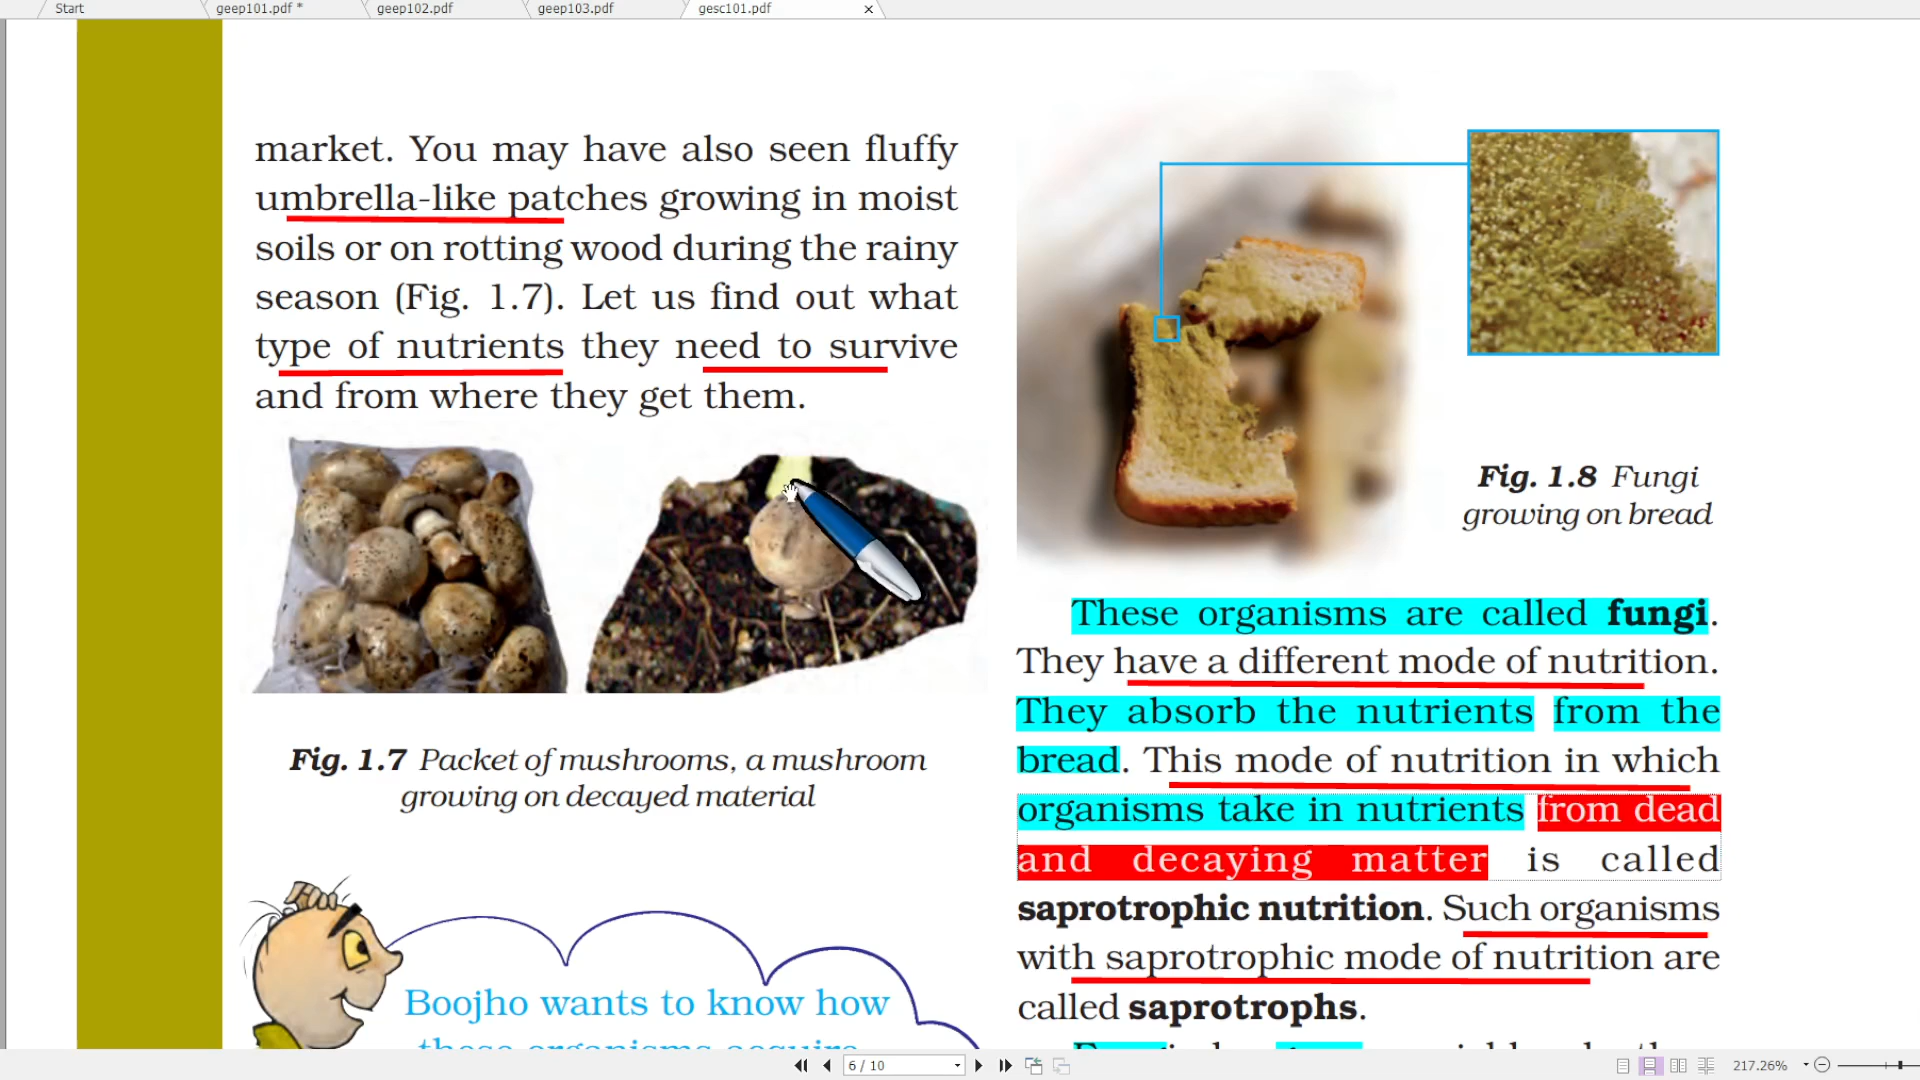 Start
geep101.pdf *
geep102.pdf
geep103.pdf
gesc101.pdf
market. You may have also seen fluffy
umbrella-like patches growing in moist
soils or on rotting wood during the rainy
season (Fig. 1.7). Let us find out what
type of nutrients they need to survive
and from where they get them.
Fig. 1.7 Packet of mushrooms, a mushroom
growing on decayed material
Boojho wants to know how
Fig. 1.8 Fungi
growing on bread
These organisms are called fungi.
They have a different mode of nutrition.
They absorb the nutrients from the
bread. This mode of nutrition in which
organisms take in nutrients from dead
and decaying matter is called
saprotrophic nutrition. Such organisms
with saprotrophic mode of nutrition are
called saprotrophs.
6 / 10
217.26%